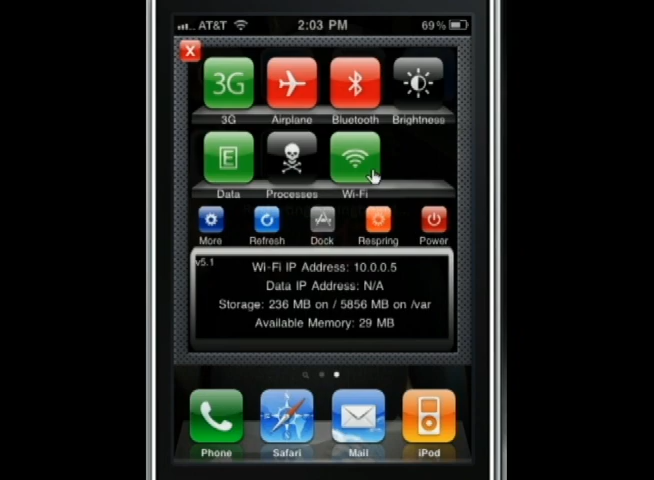 AT&T 2:03 PM 69%
X
3G
3G Airplane Bluetooth Brightness
E
Data Processes Wi-Fi
More Refresh Dock Respring Power
v5.1
Wi-Fi IP Address: 10.0.0.5
Data IP Address: N/A
Storage: 236 MB on / 5856 MB on /var
Available Memory: 29 MB
Phone Safari Mail iPod